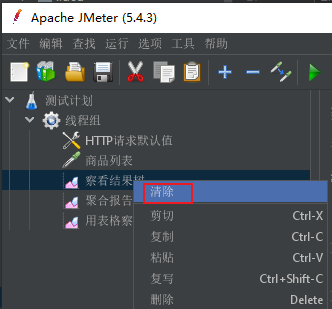 Apache JMeter (5.4.3)
文件 编辑 查找 运行 选项 工具 帮助
测试计划
线程组
HTTP请求默认值
商品列表
察看结果树
聚合报告
用表格察
清除
剪切 Ctrl-X
复制 Ctrl-C
粘贴 Ctrl-V
复写 Ctrl+Shift-C
删除 Delete